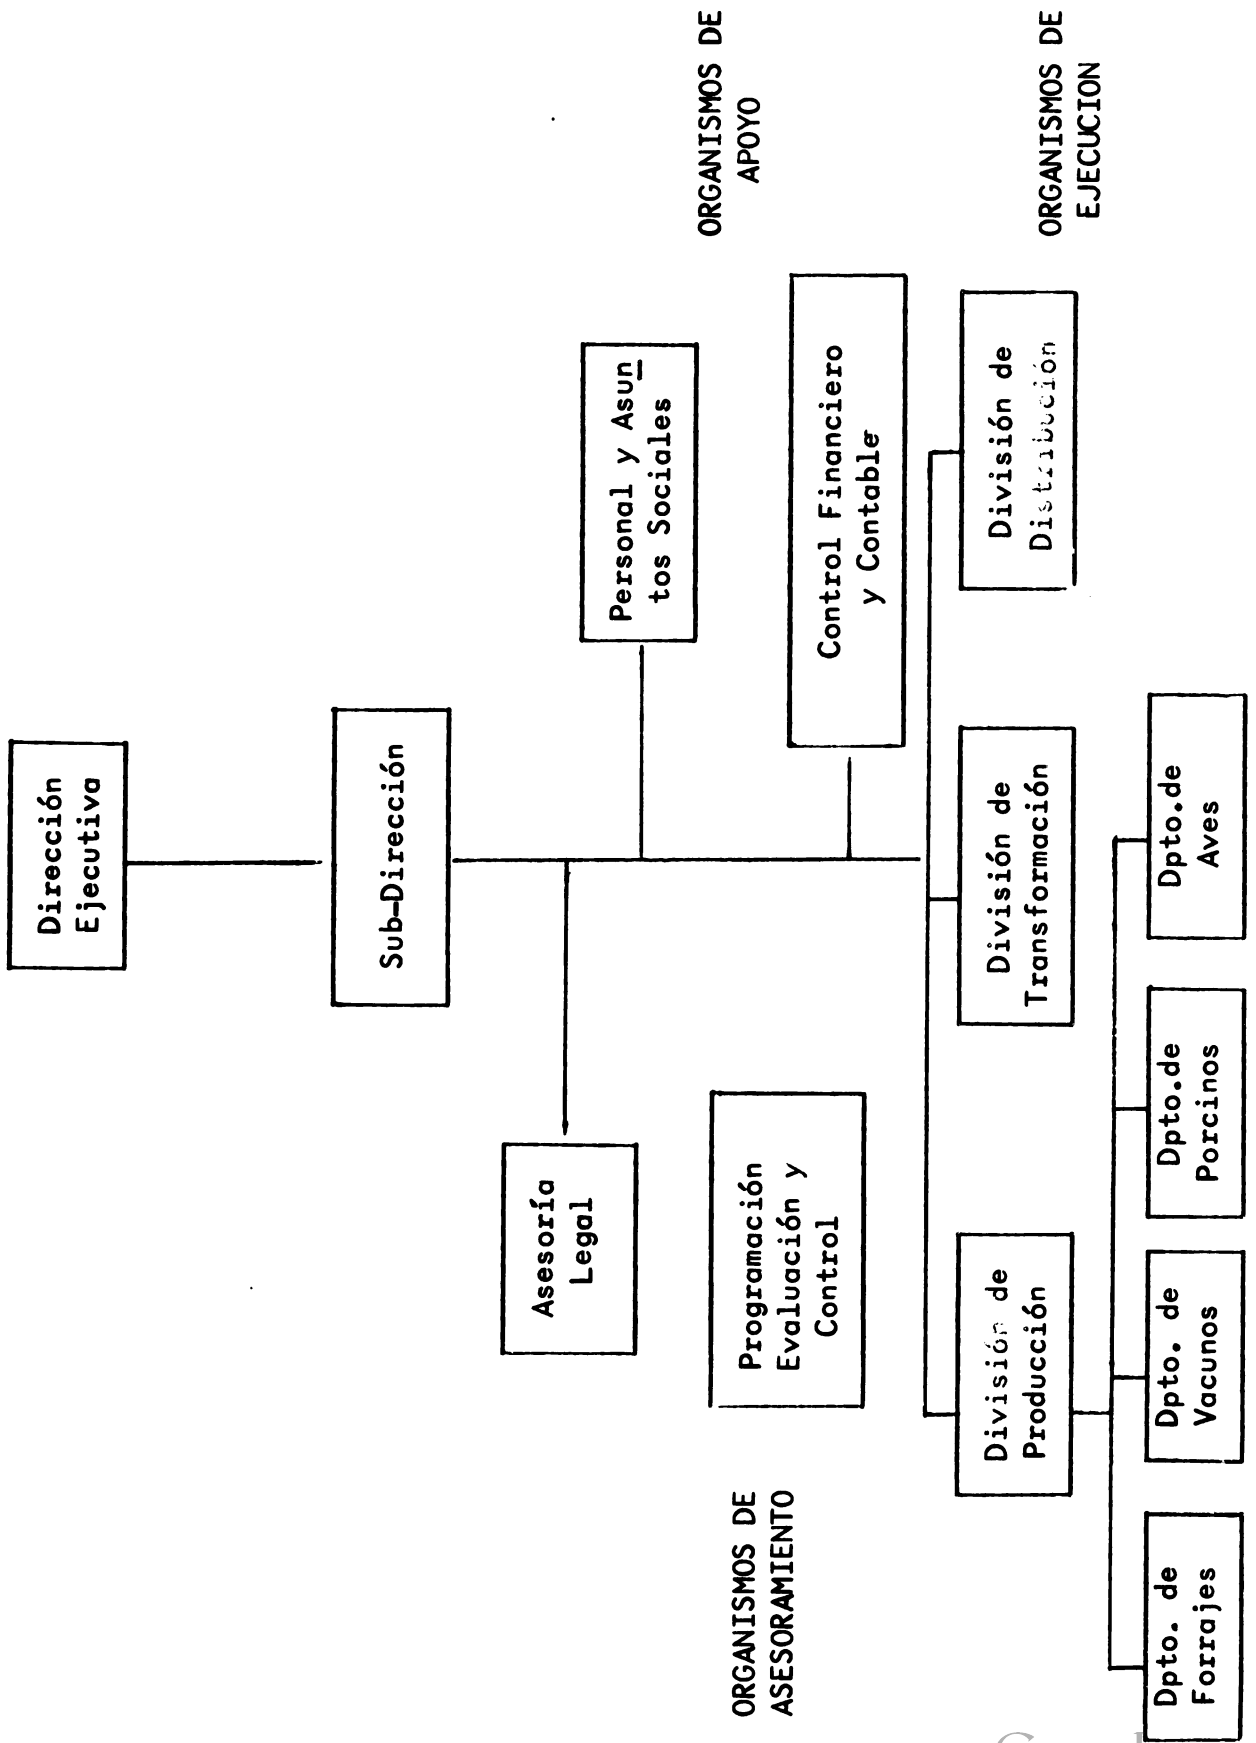 Dirección
Ejecutiva
Sub-Dirección
Asesoría
Legal
Personal y Asun
tos Sociales
ORGANISMOS DE
APOYO
ORGANISMOS DE
ASESORAMIENTO
Programación
Evaluación y
Control
Control Financiero
y Contable
División de
Producción
División de
Transformación
División de
Distribución
ORGANISMOS DE
EJECUCION
Dpto. de
Forrajes
Dpto. de
Vacunos
Dpto.de
Porcinos
Dpto.de
Aves